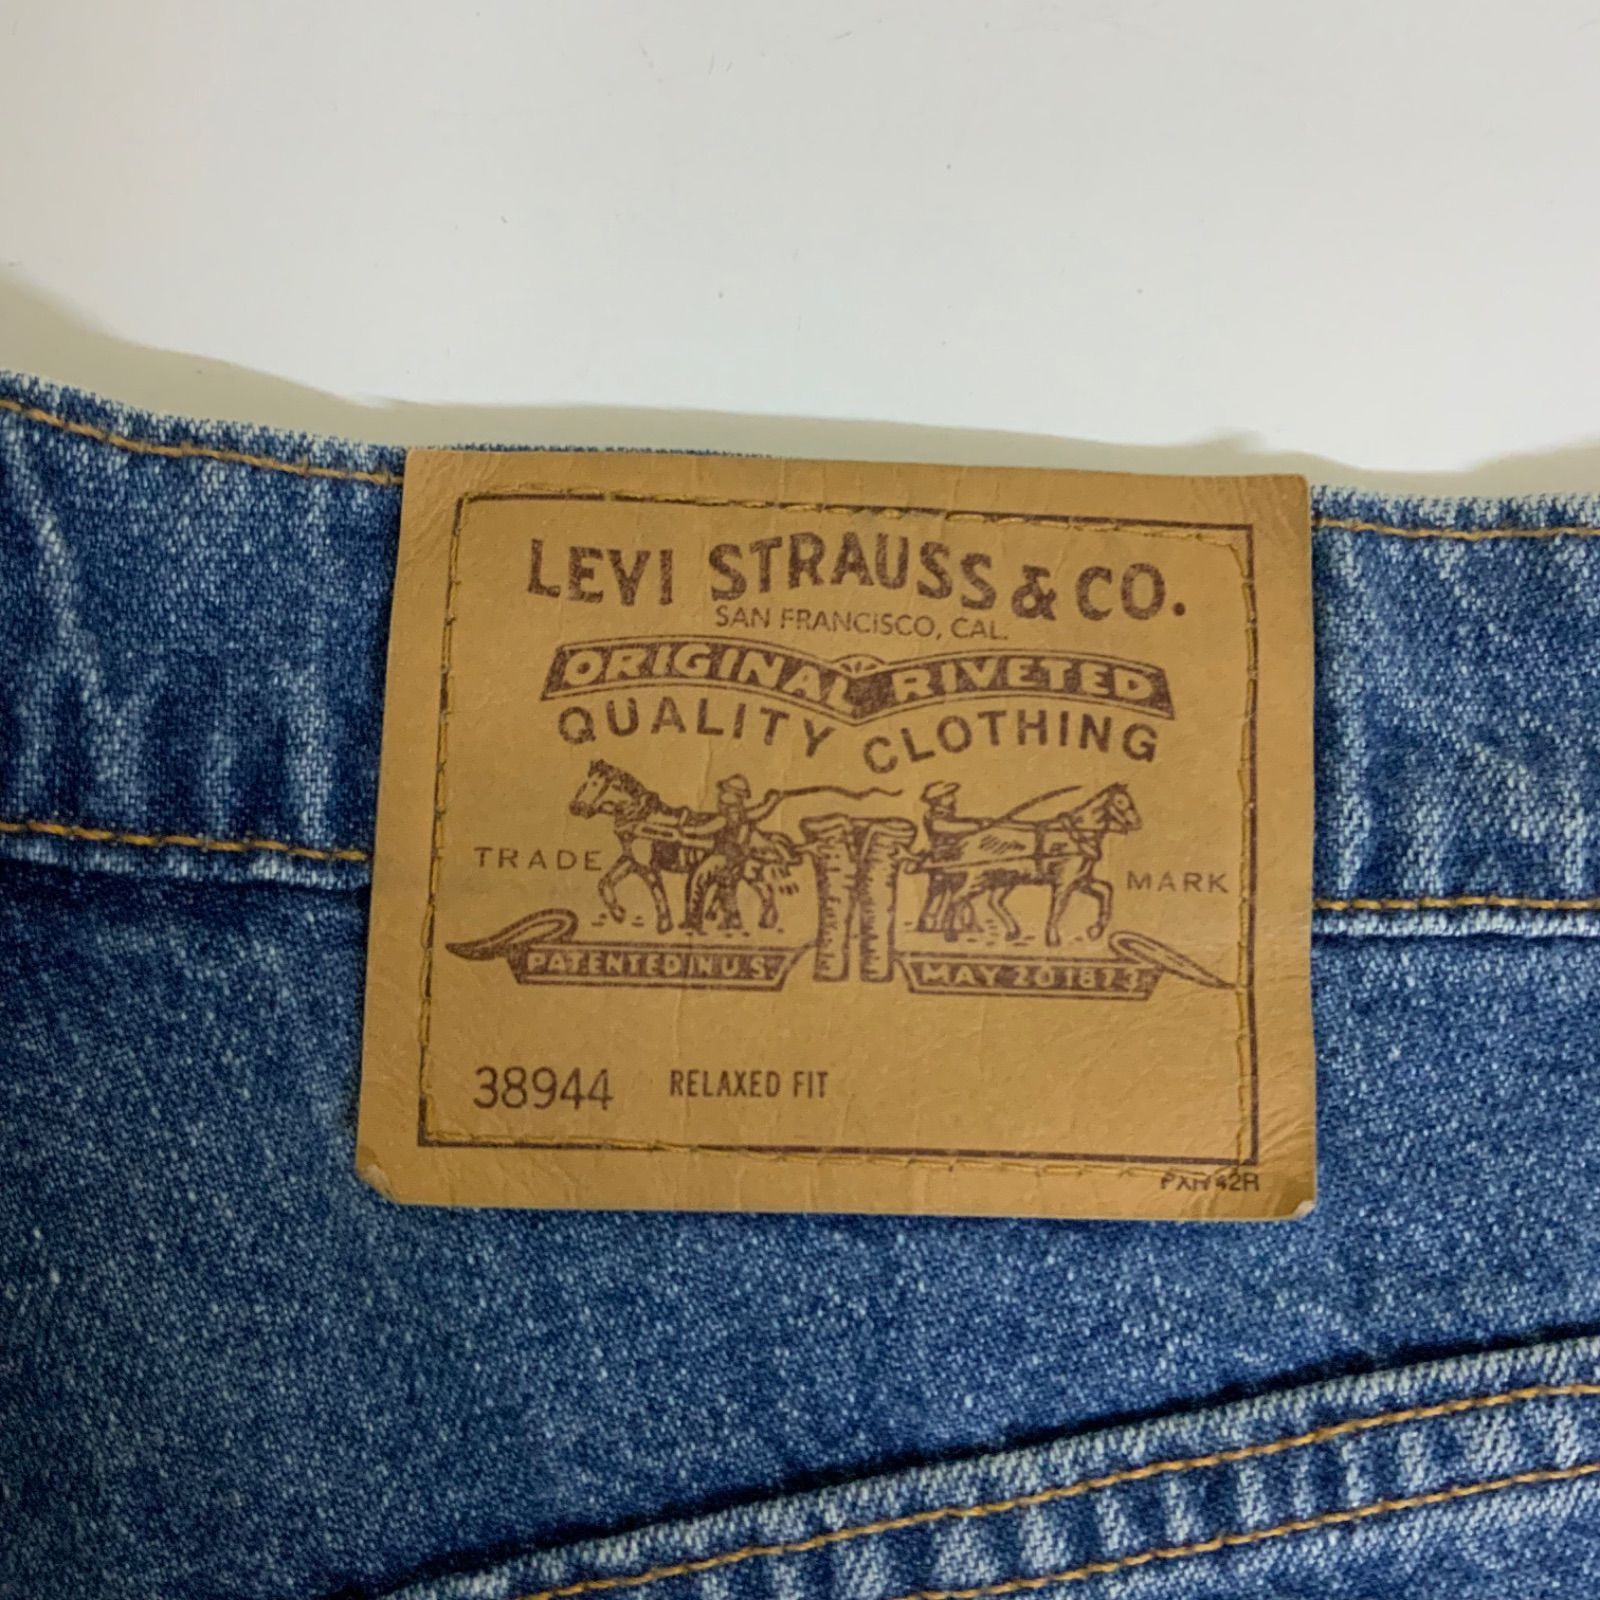 LEVI STRAUSS & CO.
SAN FRANCISCO, CAL.
ORIGINAL RIVETED
QUALITY CLOTHING
TRADE MARK
PATENTED IN U.S. MAY 20 1873
38944 RELAXED FIT
42R